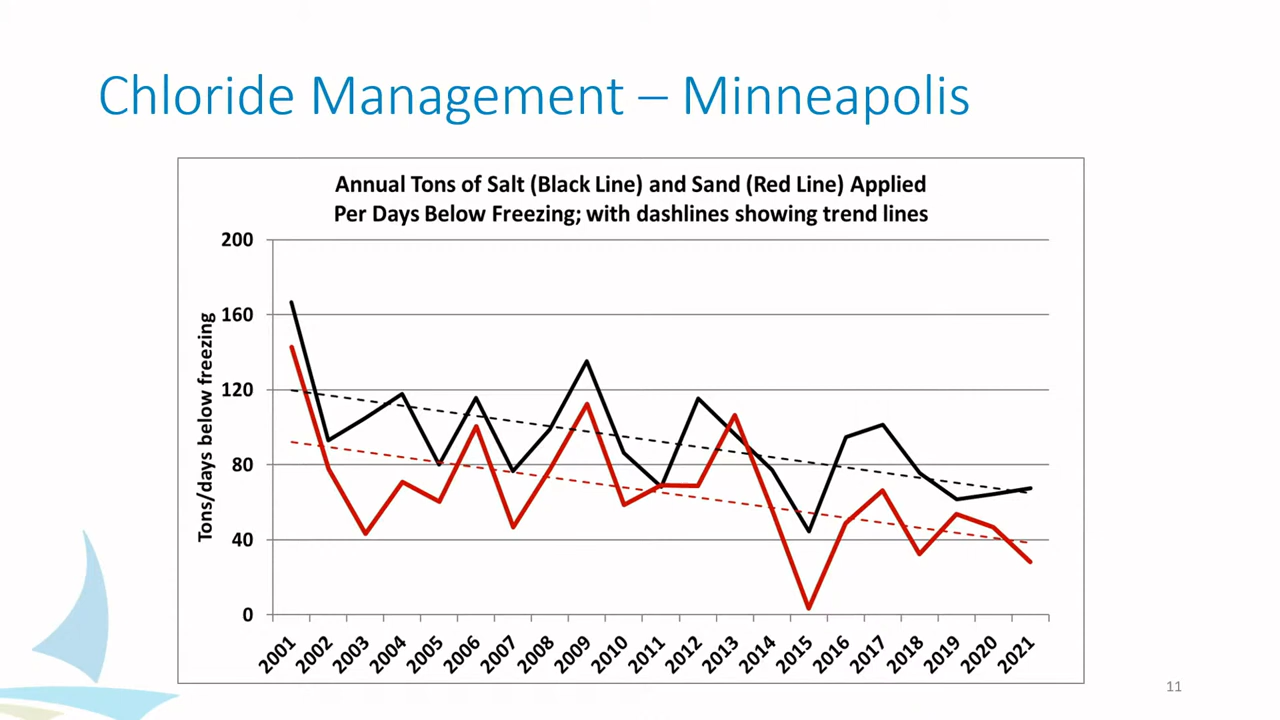 Chloride Management – Minneapolis
Annual Tons of Salt (Black Line) and Sand (Red Line) Applied
Per Days Below Freezing; with dashlines showing trend lines
Tons/days below freezing
200
160
120
80
40
0
2001 2002 2003 2004 2005 2006 2007 2008 2009 2010 2011 2012 2013 2014 2015 2016 2017 2018 2019 2020 2021
11